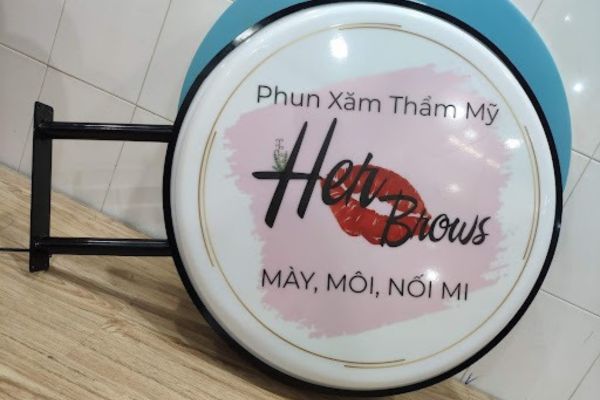 Phun Xăm Thẩm Mỹ
Her
Brows
MÀY, MÔI, NỐI MI